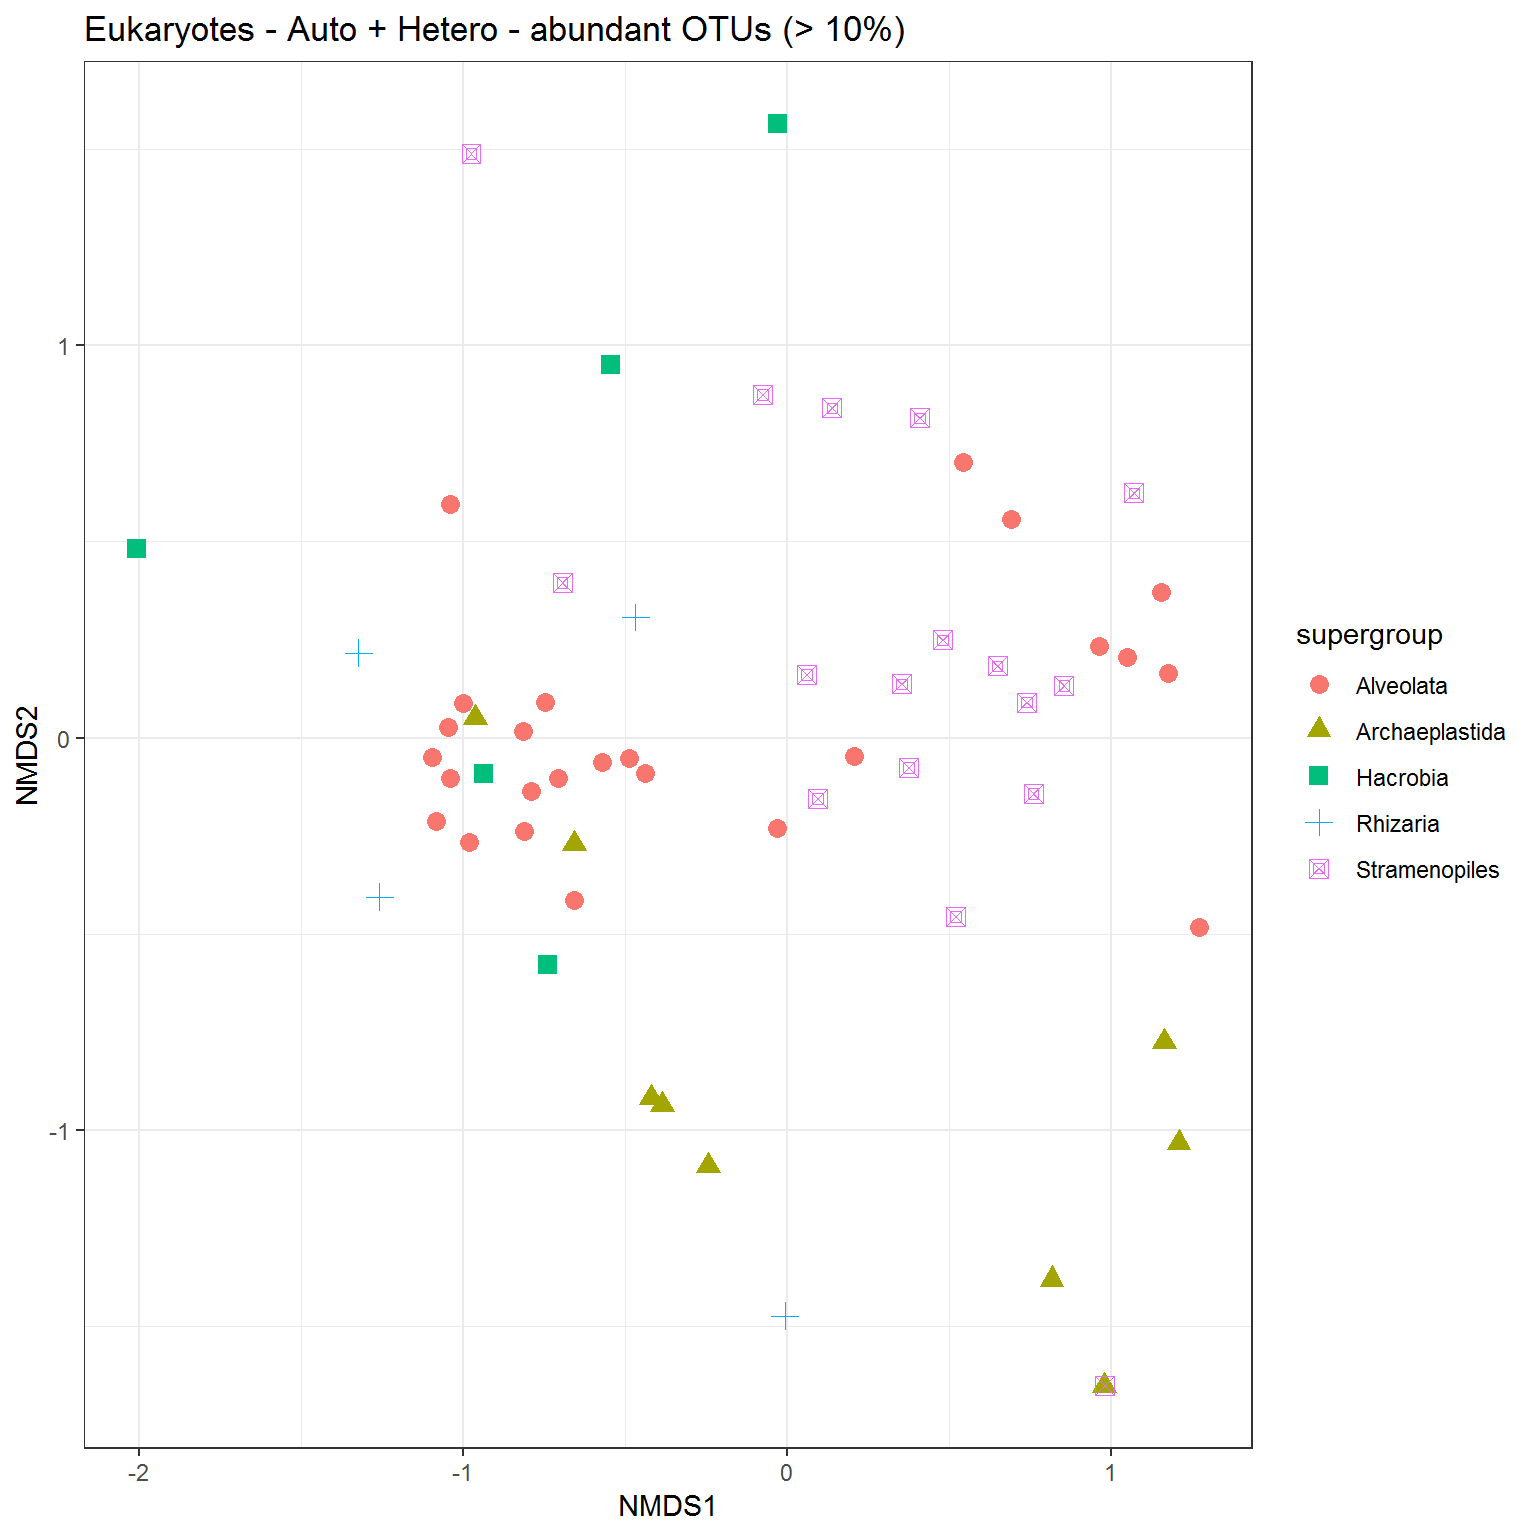 Eukaryotes - Auto + Hetero - abundant OTUs (> 10%)
1
0
-1
NMDS2
-2
-1
0
1
NMDS1
supergroup
Alveolata
Archaeplastida
Hacrobia
Rhizaria
Stramenopiles